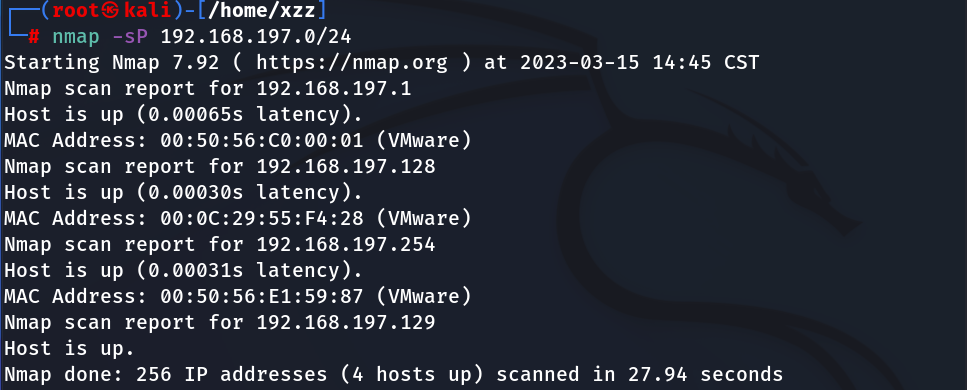 ┌──(root㉿kali)-[/home/xzz]
└─# nmap -sP 192.168.197.0/24
Starting Nmap 7.92 ( https://nmap.org ) at 2023-03-15 14:45 CST
Nmap scan report for 192.168.197.1
Host is up (0.00065s latency).
MAC Address: 00:50:56:C0:00:01 (VMware)
Nmap scan report for 192.168.197.128
Host is up (0.00030s latency).
MAC Address: 00:0C:29:55:F4:28 (VMware)
Nmap scan report for 192.168.197.254
Host is up (0.00031s latency).
MAC Address: 00:50:56:E1:59:87 (VMware)
Nmap scan report for 192.168.197.129
Host is up.
Nmap done: 256 IP addresses (4 hosts up) scanned in 27.94 seconds